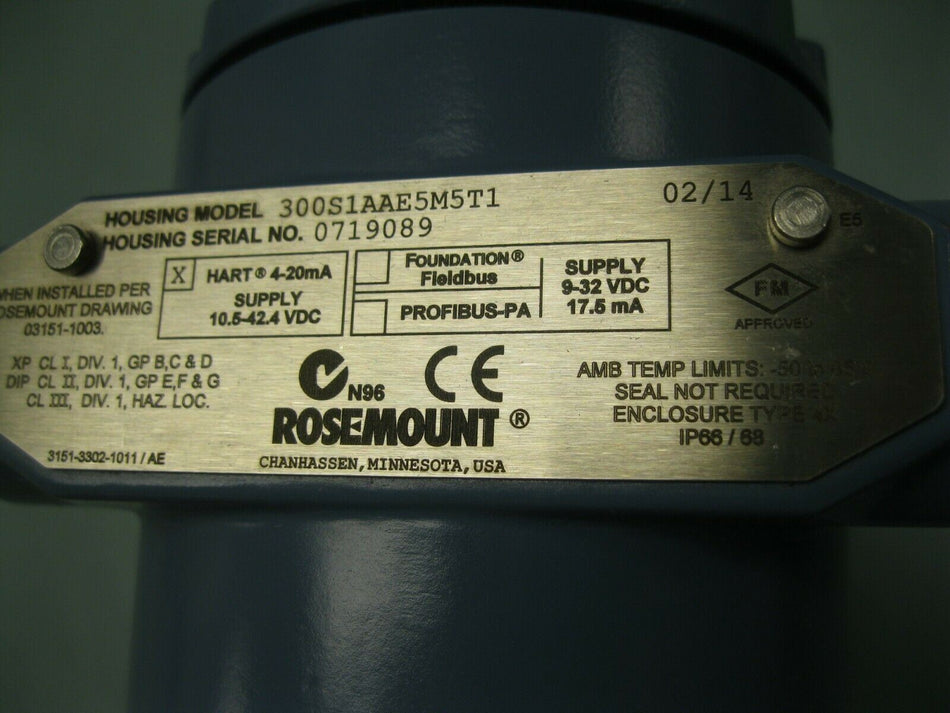 HOUSING MODEL 300S1AAE5M5T1
02/14
HOUSING SERIAL NO. 0719089
E5
WHEN INSTALLED PER
ROSEMOUNT DRAWING
03151-1003.
X HART® 4-20mA
SUPPLY
10.5-42.4 VDC
FOUNDATION®
Fieldbus
PROFIBUS-PA
SUPPLY
9-32 VDC
17.5 mA
FM
APPROVED
XP CL I, DIV. 1, GP B,C & D
DIP CL II, DIV. 1, GP E,F & G
CL III, DIV. 1, HAZ. LOC.
3151-3302-1011 / AE
N96
CE
ROSEMOUNT®
CHANHASSEN, MINNESOTA, USA
AMB TEMP LIMITS:
SEAL NOT REQUIRED
ENCLOSURE TYPE 4X
IP66 / 68